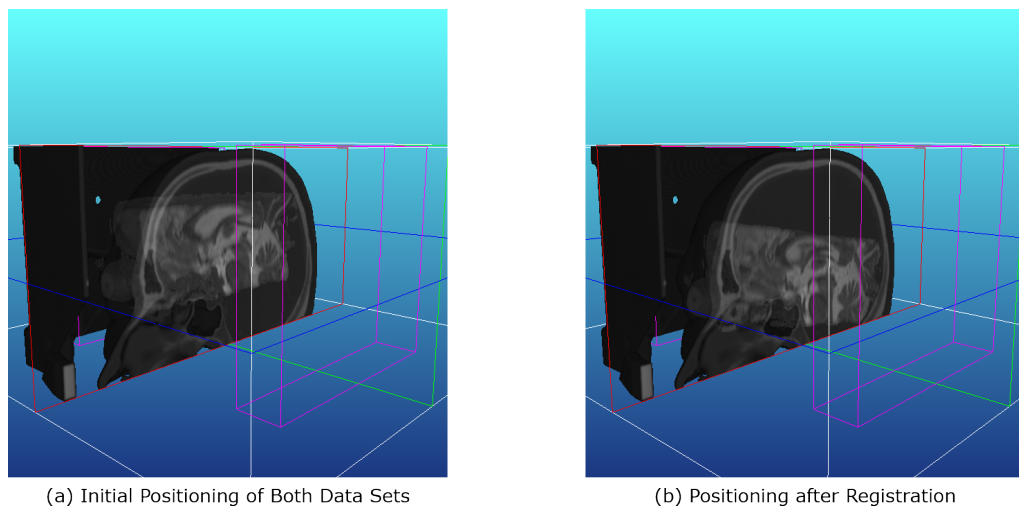 (a) Initial Positioning of Both Data Sets
(b) Positioning after Registration